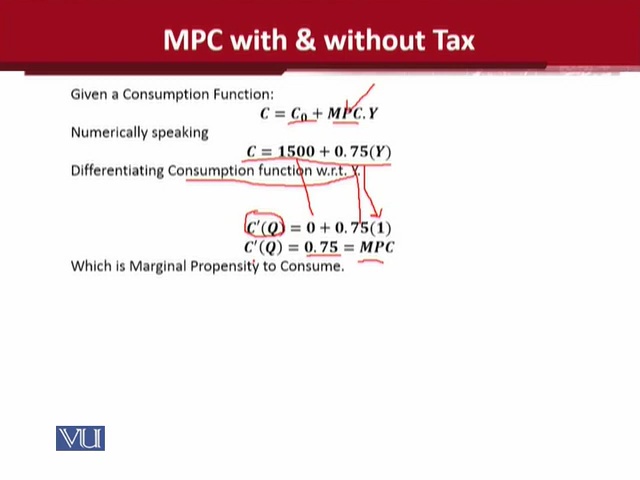 MPC with & without Tax
Given a Consumption Function:
C = C₀ + MPC.Y
Numerically speaking
C = 1500 + 0.75(Y)
Differentiating Consumption function w.r.t. Y.
C′(Q) = 0 + 0.75(1)
C′(Q) = 0.75 = MPC
Which is Marginal Propensity to Consume.
VU